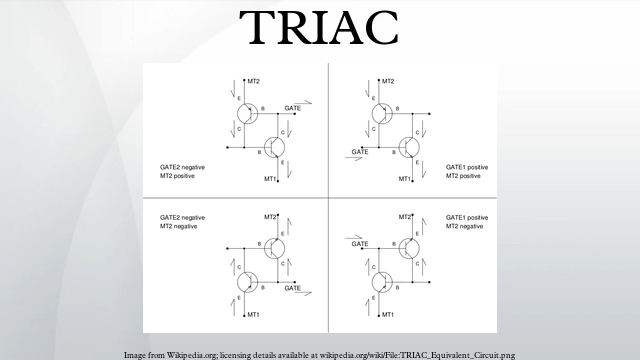 TRIAC
MT2
E
B
GATE
C
C
B
E
MT1
GATE2 negative
MT2 positive
MT2
E
B
C
C
GATE
B
E
MT1
GATE1 positive
MT2 positive
GATE2 negative
MT2 negative
MT2
E
B
C
C
B
GATE
E
MT1
GATE1 positive
MT2 negative
MT2
E
GATE
B
C
C
B
E
MT1
Image from Wikipedia.org; licensing details available at wikipedia.org/wiki/File:TRIAC_Equivalent_Circuit.png